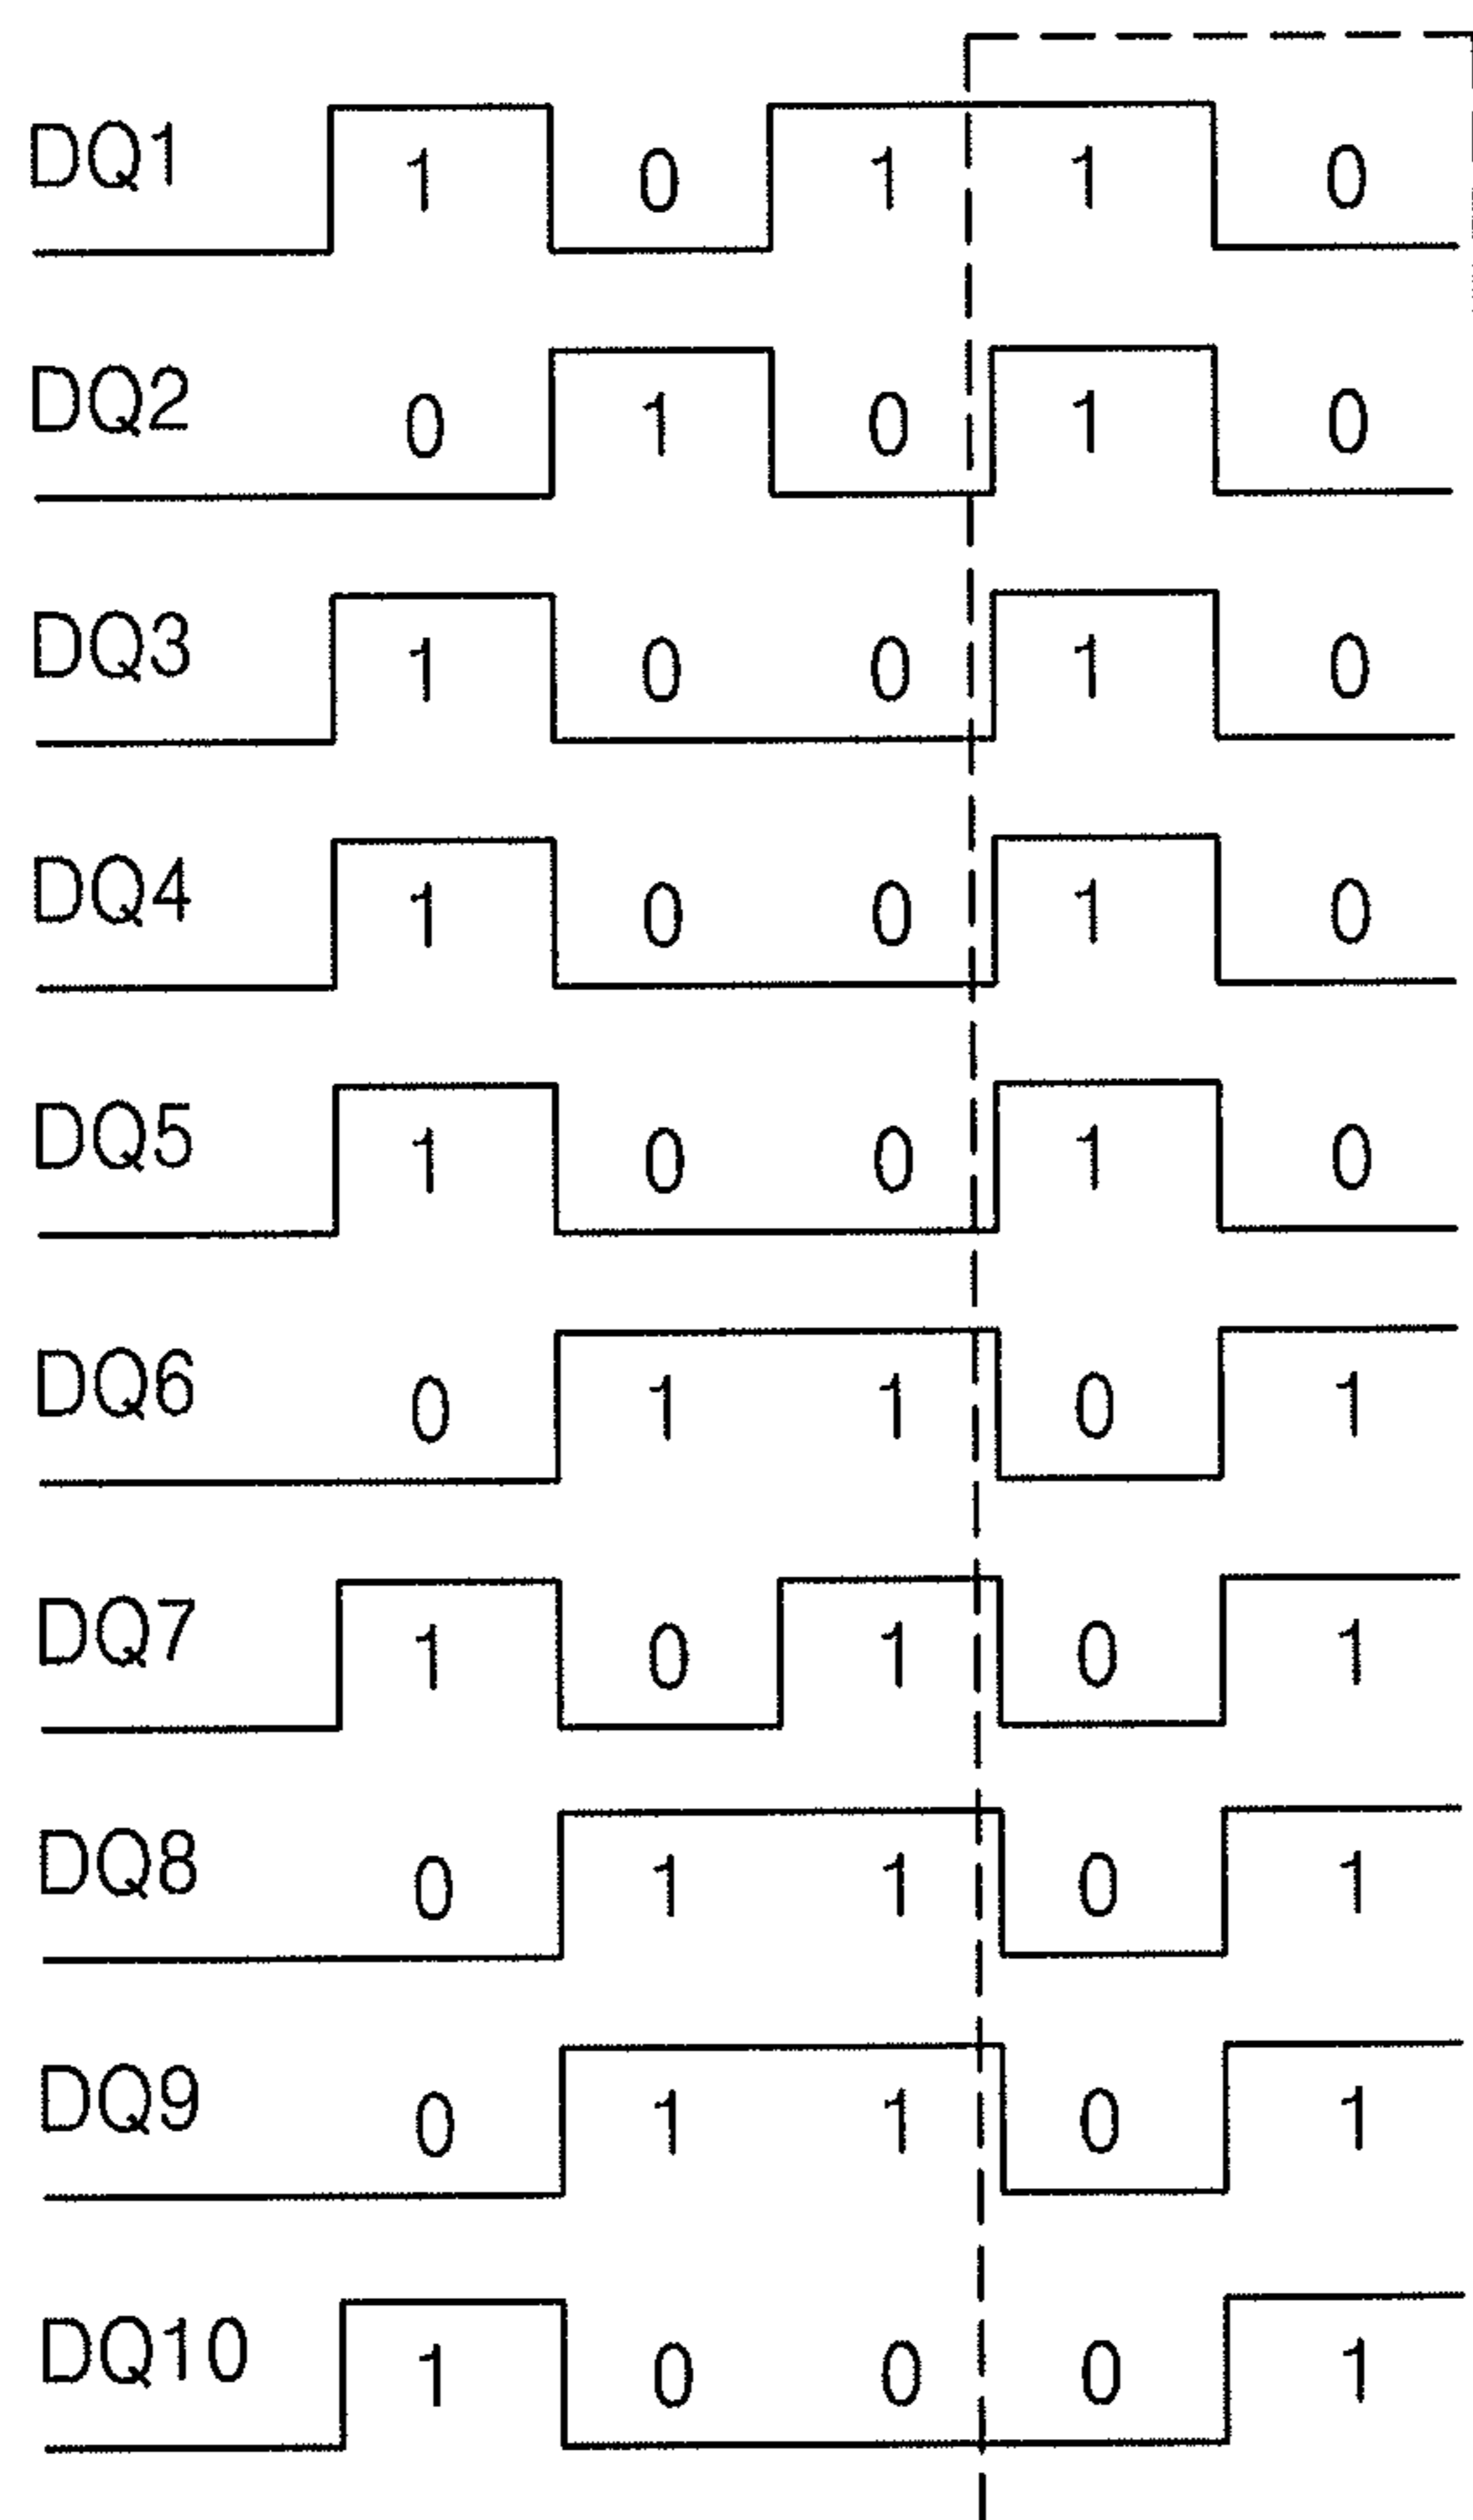 DQ1 1 0 1 1 0
DQ2 0 1 0 1 0
DQ3 1 0 0 1 0
DQ4 1 0 0 1 0
DQ5 1 0 0 1 0
DQ6 0 1 1 0 1
DQ7 1 0 1 0 1
DQ8 0 1 1 0 1
DQ9 0 1 1 0 1
DQ10 1 0 0 0 1